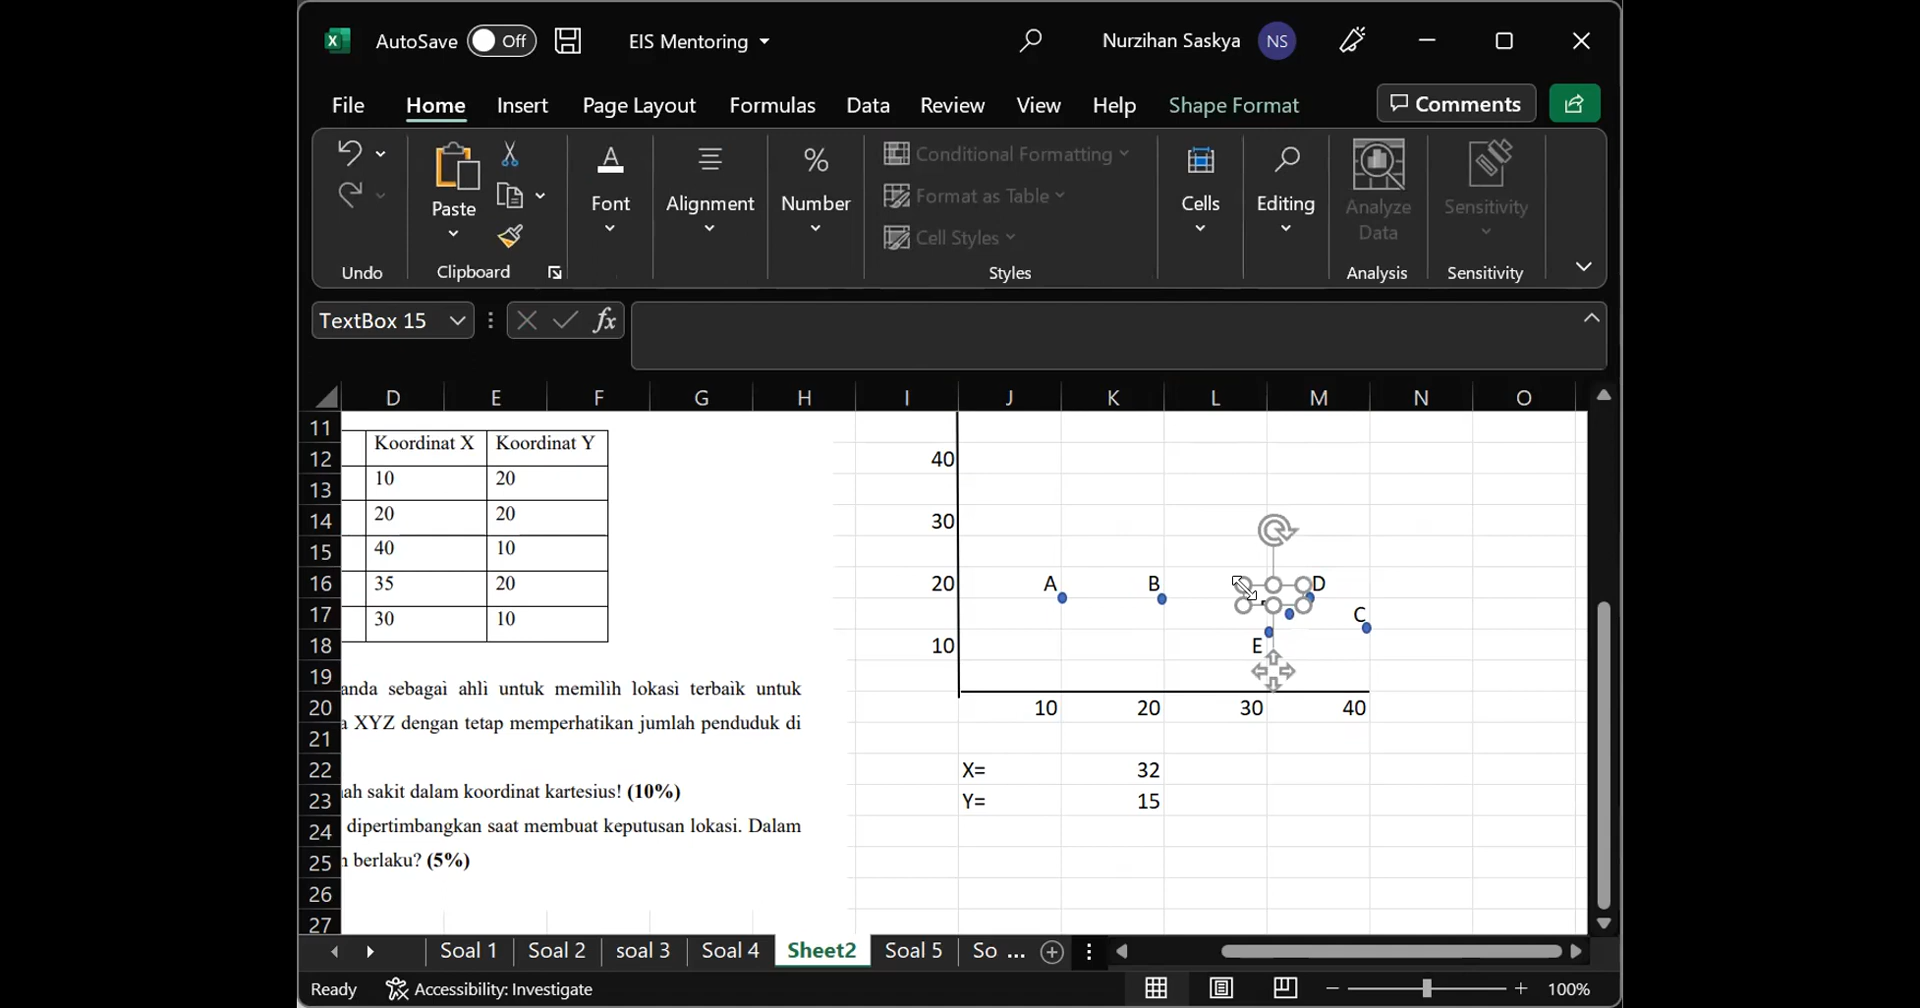 AutoSave Off EIS Mentoring Nurzihan Saskya NS
File Home Insert Page Layout Formulas Data Review View Help Shape Format Comments
Undo
Paste
Clipboard
Font
Alignment
%
Number
Conditional Formatting
Format as Table
Cell Styles
Styles
Cells
Editing
Analyze
Data
Analysis
Sensitivity
Sensitivity
TextBox 15 fx
D E F G H I J K L M N O
11
12
13
14
15
16
17
18
19
20
21
22
23
24
25
26
27
Koordinat X Koordinat Y
10 20
20 20
40 10
35 20
30 10
anda sebagai ahli untuk memilih lokasi terbaik untuk
a XYZ dengan tetap memperhatikan jumlah penduduk di
ah sakit dalam koordinat kartesius! (10%)
dipertimbangkan saat membuat keputusan lokasi. Dalam
n berlaku? (5%)
40
30
20 A B D
C
10 E
10 20 30 40
X= 32
Y= 15
Soal 1 Soal 2 soal 3 Soal 4 Sheet2 Soal 5 So ...
Ready Accessibility: Investigate 100%